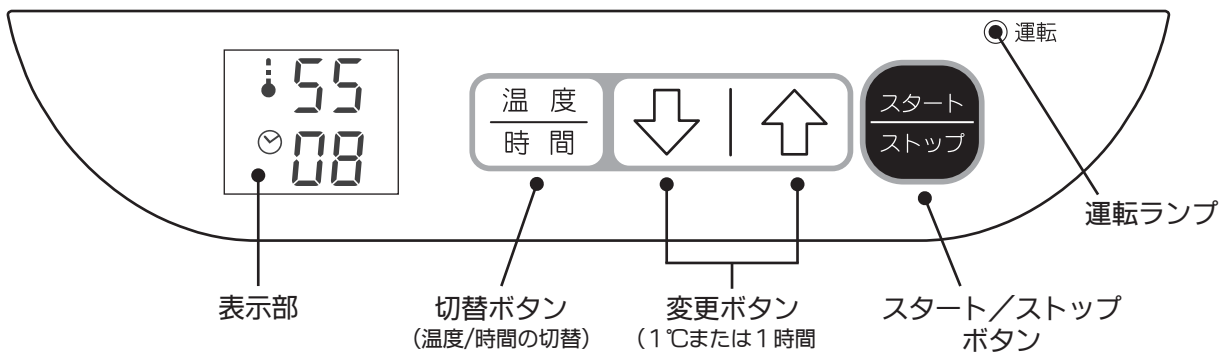 運転
55
08
温度
時間
スタート
ストップ
運転ランプ
表示部
切替ボタン
(温度/時間の切替)
変更ボタン
(1℃または1時間
スタート/ストップ
ボタン